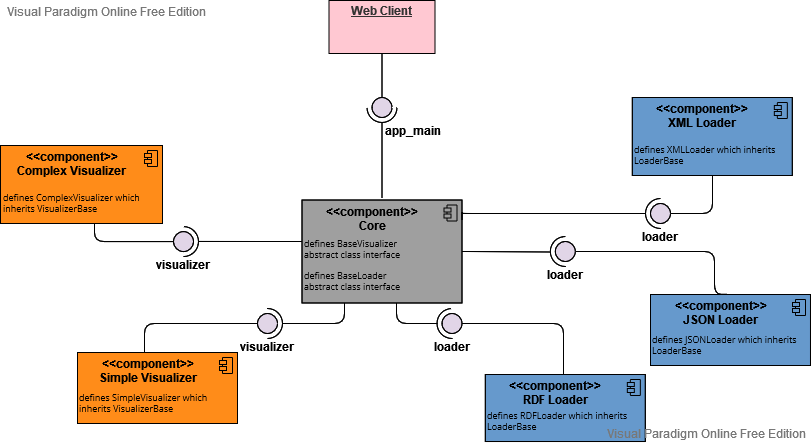 Visual Paradigm Online Free Edition
Web Client
app_main
<<component>>
XML Loader
defines XMLLoader which inherits
LoaderBase
<<component>>
Complex Visualizer
defines ComplexVisualizer which
inherits VisualizerBase
<<component>>
Core
defines BaseVisualizer
abstract class interface
defines BaseLoader
abstract class interface
loader
visualizer
loader
<<component>>
JSON Loader
defines JSONLoader which inherits
LoaderBase
visualizer
loader
<<component>>
Simple Visualizer
defines SimpleVisualizer which
inherits VisualizerBase
<<component>>
RDF Loader
defines RDFLoader which inherits
LoaderBase
Visual Paradigm Online Free Edition